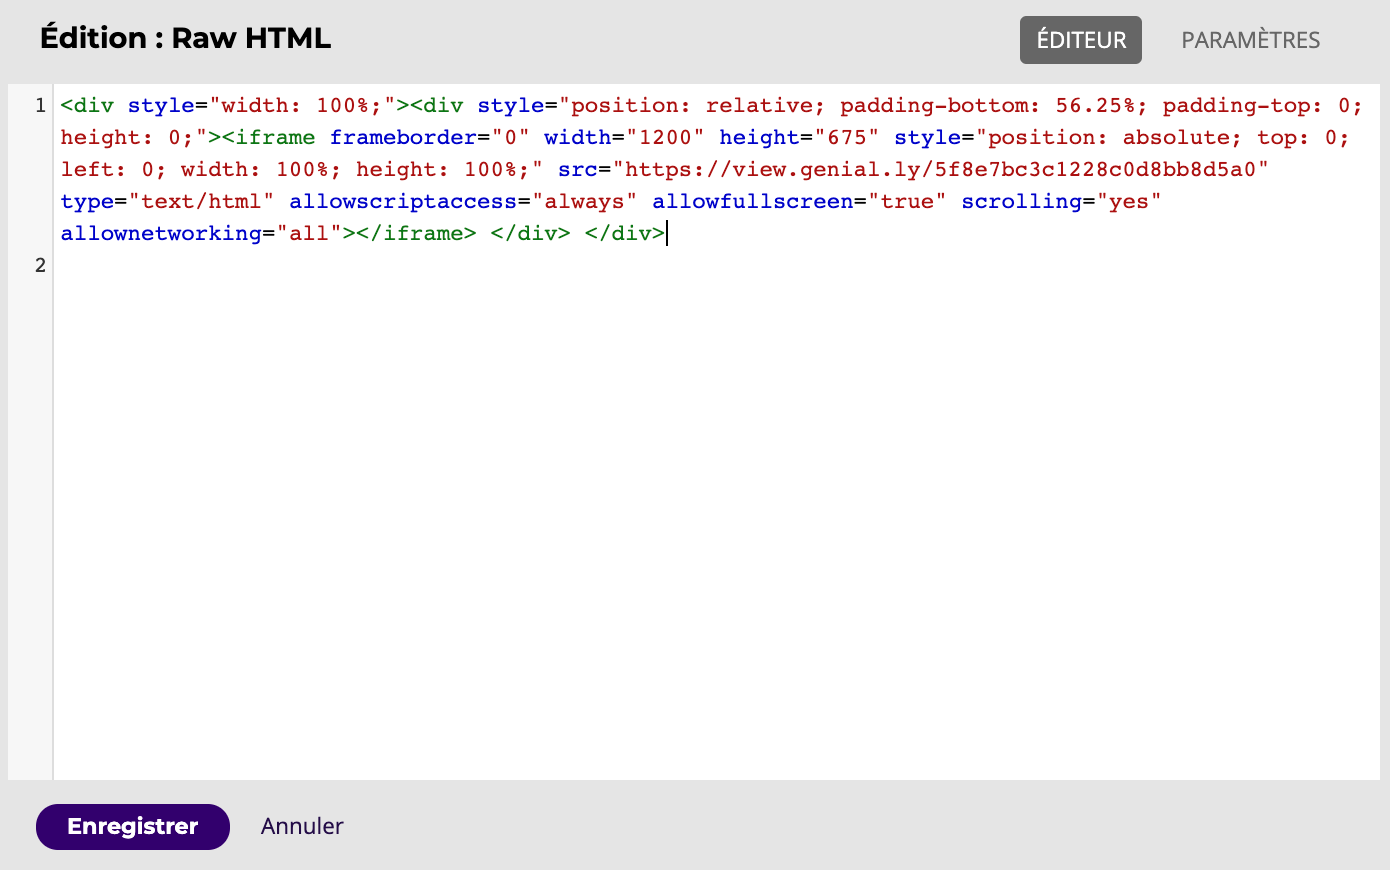 Édition : Raw HTML
ÉDITEUR
PARAMÈTRES
1 <div style="width: 100%;"><div style="position: relative; padding-bottom: 56.25%; padding-top: 0;
height: 0;"><iframe frameborder="0" width="1200" height="675" style="position: absolute; top: 0;
left: 0; width: 100%; height: 100%;" src="https://view.genial.ly/5f8e7bc3c1228c0d8bb8d5a0"
type="text/html" allowscriptaccess="always" allowfullscreen="true" scrolling="yes"
allownetworking="all"></iframe> </div> </div>
2
Enregistrer
Annuler